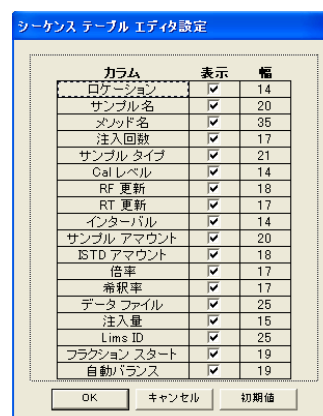 シーケンス テーブル エディタ設定
カラム 表示 幅
ロケーション 14
サンプル名 20
メソッド名 35
注入回数 17
サンプル タイプ 21
Cal レベル 14
RF 更新 18
RT 更新 17
インターバル 14
サンプル アマウント 20
ISTD アマウント 18
倍率 17
希釈率 17
データ ファイル 25
注入量 15
Lims ID 25
フラクション スタート 19
自動バランス 19
OK キャンセル 初期値